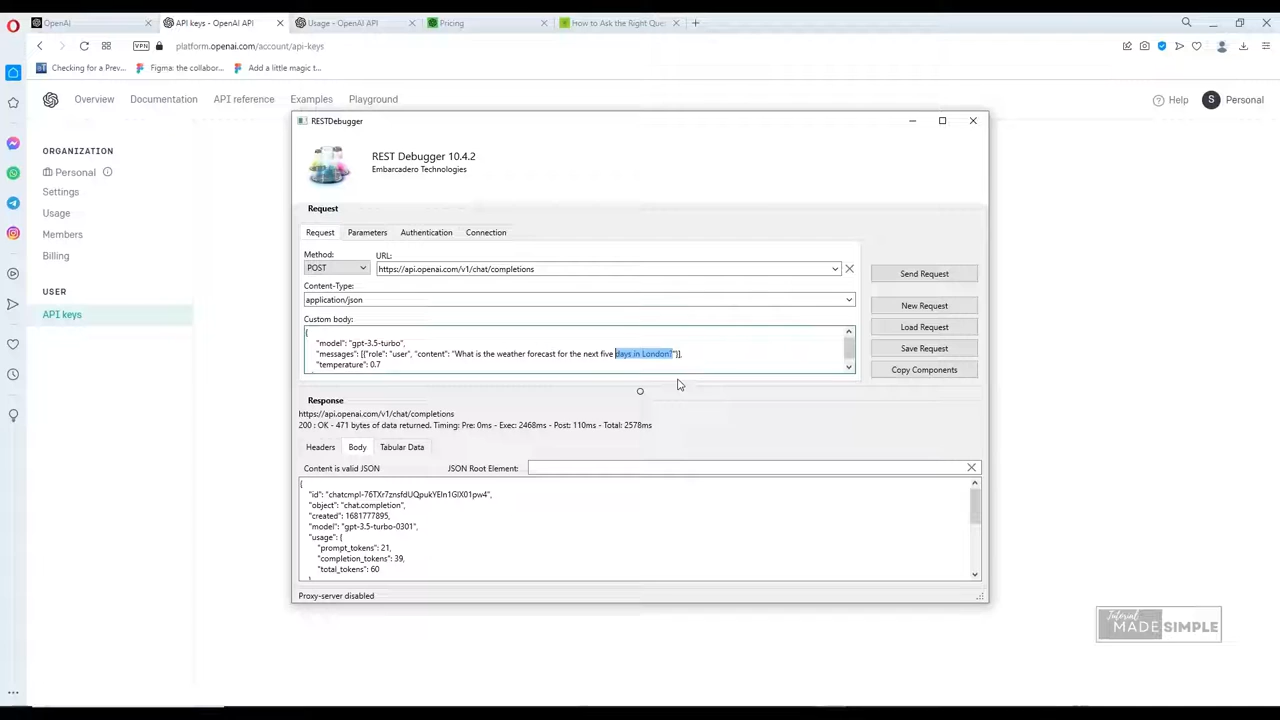 OpenAI
API keys - OpenAI API
Usage - OpenAI API
Pricing
How to Ask the Right Que
VPN
platform.openai.com/account/api-keys
Checking for a Prev...
Figma: the collabor...
Add a little magic t...
Overview
Documentation
API reference
Examples
Playground
Help
S
Personal
ORGANIZATION
Personal
Settings
Usage
Members
Billing
USER
API keys
RESTDebugger
REST Debugger 10.4.2
Embarcadero Technologies
Request
Request
Parameters
Authentication
Connection
Method:
URL:
POST
https://api.openai.com/v1/chat/completions
Content-Type:
application/json
Custom body:
{
"model": "gpt-3.5-turbo",
"messages": [{"role": "user", "content": "What is the weather forecast for the next five days in London?"}],
"temperature": 0.7
Send Request
New Request
Load Request
Save Request
Copy Components
Response
https://api.openai.com/v1/chat/completions
200 : OK - 471 bytes of data returned. Timing: Pre: 0ms - Exec: 2468ms - Post: 110ms - Total: 2578ms
Headers
Body
Tabular Data
Content is valid JSON
JSON Root Element:
{
"id": "chatcmpl-76TXr7znsfdUQpukYEIn1GlX01pw4",
"object": "chat.completion",
"created": 1681777895,
"model": "gpt-3.5-turbo-0301",
"usage": {
"prompt_tokens": 21,
"completion_tokens": 39,
"total_tokens": 60
Proxy-server disabled
Tutorial
MADE SIMPLE